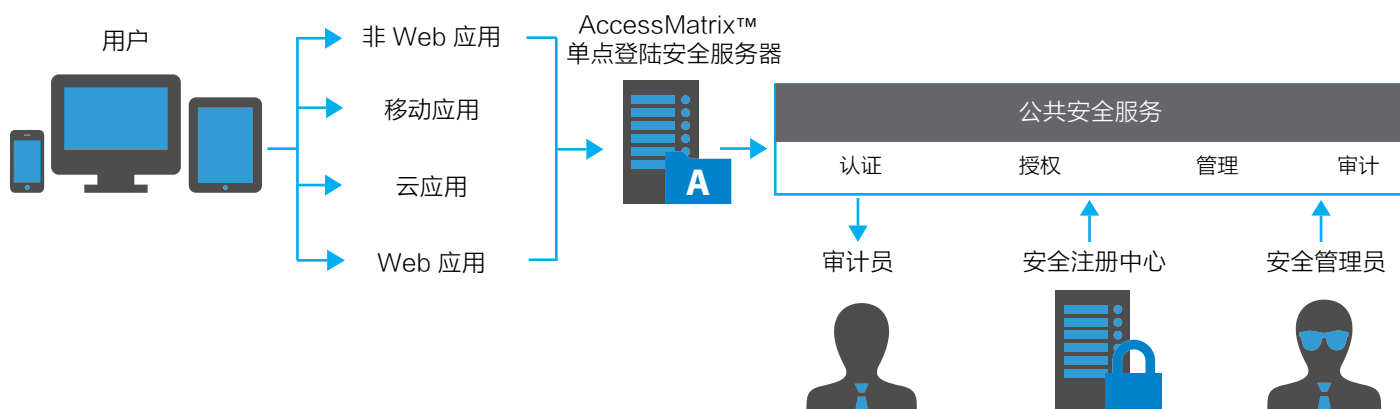 用户
非 Web 应用
移动应用
云应用
Web 应用
AccessMatrix™
单点登陆安全服务器
A
公共安全服务
认证 授权 管理 审计
审计员
安全注册中心
安全管理员